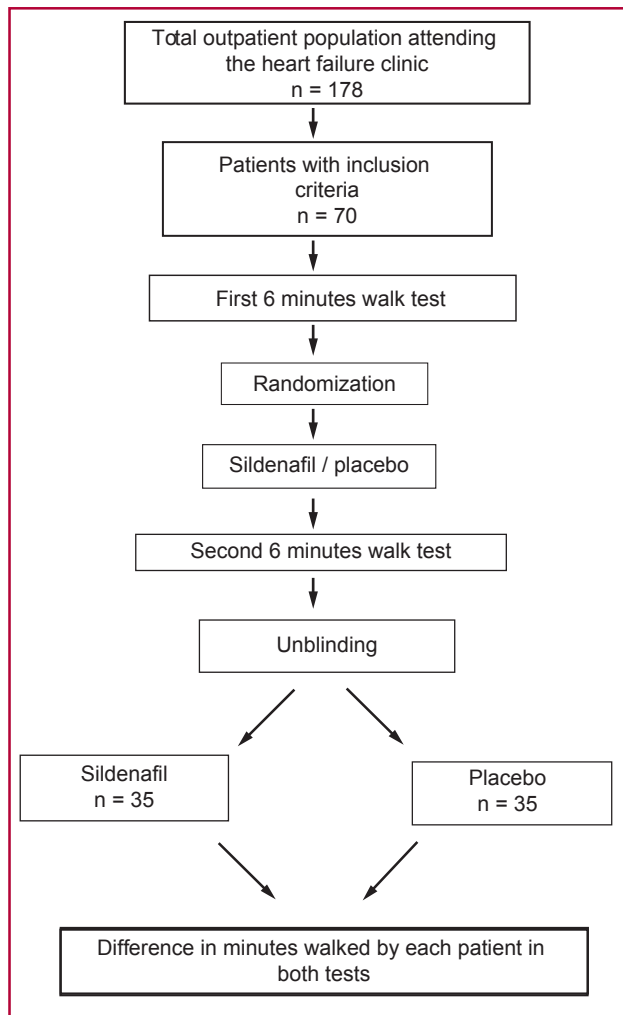 Total outpatient population attending
the heart failure clinic
n = 178
Patients with inclusion
criteria
n = 70
First 6 minutes walk test
Randomization
Sildenafil / placebo
Second 6 minutes walk test
Unblinding
Sildenafil
n = 35
Placebo
n = 35
Difference in minutes walked by each patient in
both tests